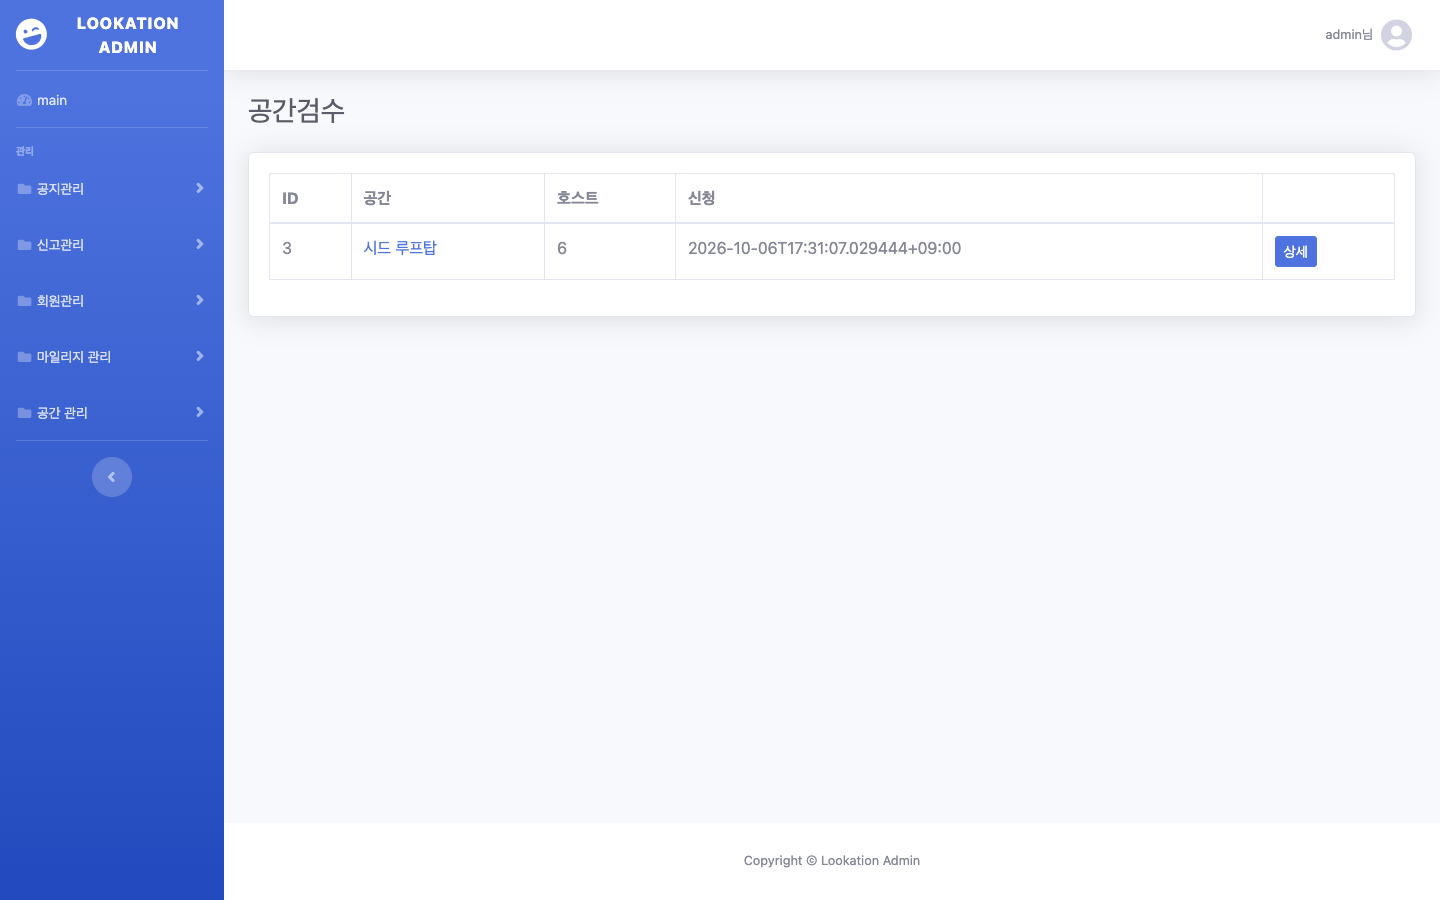 LOOKATION
ADMIN
admin님
main
관리
공지관리
신고관리
회원관리
마일리지 관리
공간 관리
공간검수
ID 공간 호스트 신청
3 시드 루프탑 6 2026-10-06T17:31:07.029444+09:00 상세
Copyright © Lookation Admin